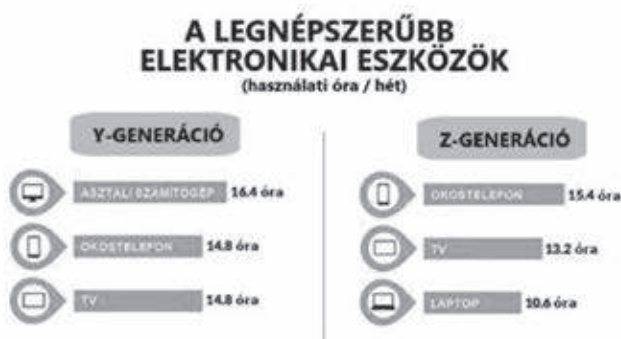 A LEGNÉPSZERŰBB
ELEKTRONIKAI ESZKÖZÖK
(használati óra / hét)
Y-GENERÁCIÓ
ASZTALI SZÁMÍTÓGÉP 16.4 óra
OKOSTELEFON 14.8 óra
TV 14.8 óra
Z-GENERÁCIÓ
OKOSTELEFON 15.4 óra
TV 13.2 óra
LAPTOP 10.6 óra